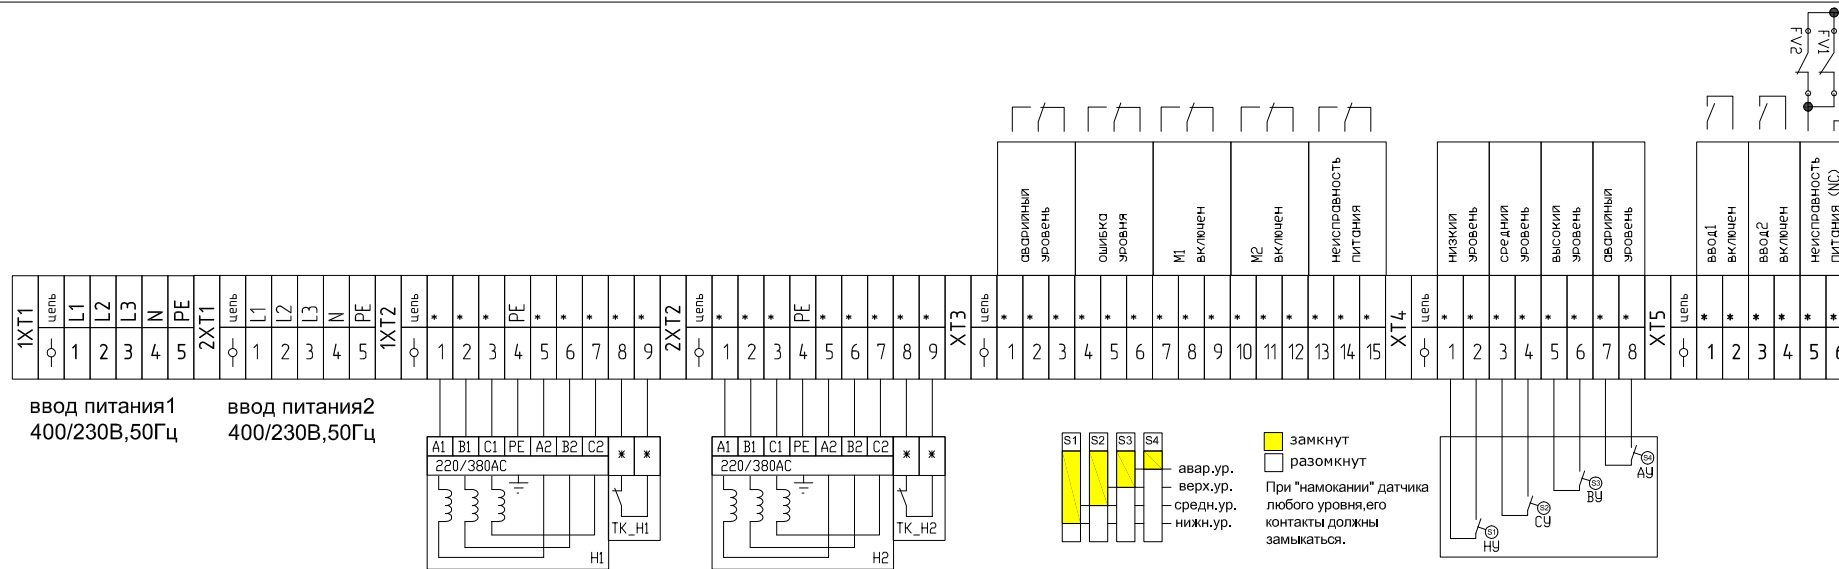 FV2
FV1
аварийный
уровень
ошибка
уровня
М1
включен
М2
включен
неисправность
питания
низкий
уровень
средний
уровень
высокий
уровень
аварийный
уровень
ввод1
включен
ввод2
включен
неисправность
питания (NC)
1XT1 цепь L1 L2 L3 N PE 2XT1 цепь L1 L2 L3 N PE 1XT2 цепь * * * PE * * * * * 2XT2 цепь * * * PE * * * * * XT3 цепь * * * * * * * * * * * * * * * XT4 цепь * * * * * * * * XT5 цепь * * * * * *
1 2 3 4 5 1 2 3 4 5 1 2 3 4 5 6 7 8 9 1 2 3 4 5 6 7 8 9 1 2 3 4 5 6 7 8 9 10 11 12 13 14 15 1 2 3 4 5 6 7 8 1 2 3 4 5 6
ввод питания1
400/230В,50Гц
ввод питания2
400/230В,50Гц
A1 B1 C1 PE A2 B2 C2 * *
220/380AC
ТК_Н1
Н1
A1 B1 C1 PE A2 B2 C2 * *
220/380AC
ТК_Н2
Н2
S1 S2 S3 S4
авар.ур.
верх.ур.
средн.ур.
нижн.ур.
замкнут
разомкнут
При "намокании" датчика
любого уровня,его
контакты должны
замыкаться.
S4
АУ
S3
ВУ
S2
СУ
S1
НУ